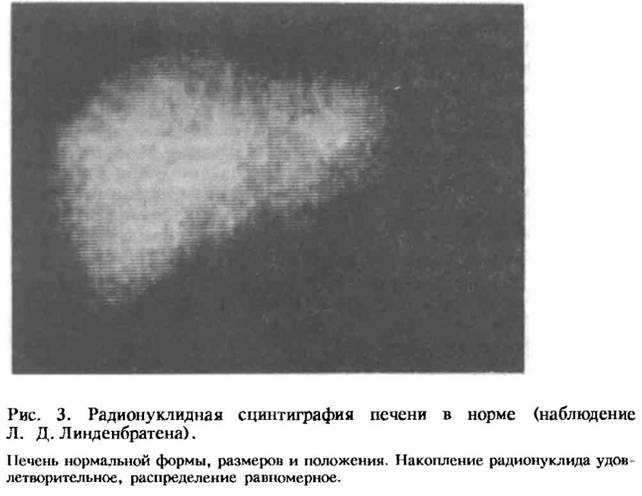 Рис. 3. Радионуклидная сцинтиграфия печени в норме (наблюдение
Л. Д. Линденбратена).
Печень нормальной формы, размеров и положения. Накопление радионуклида удов-
летворительное, распределение равномерное.